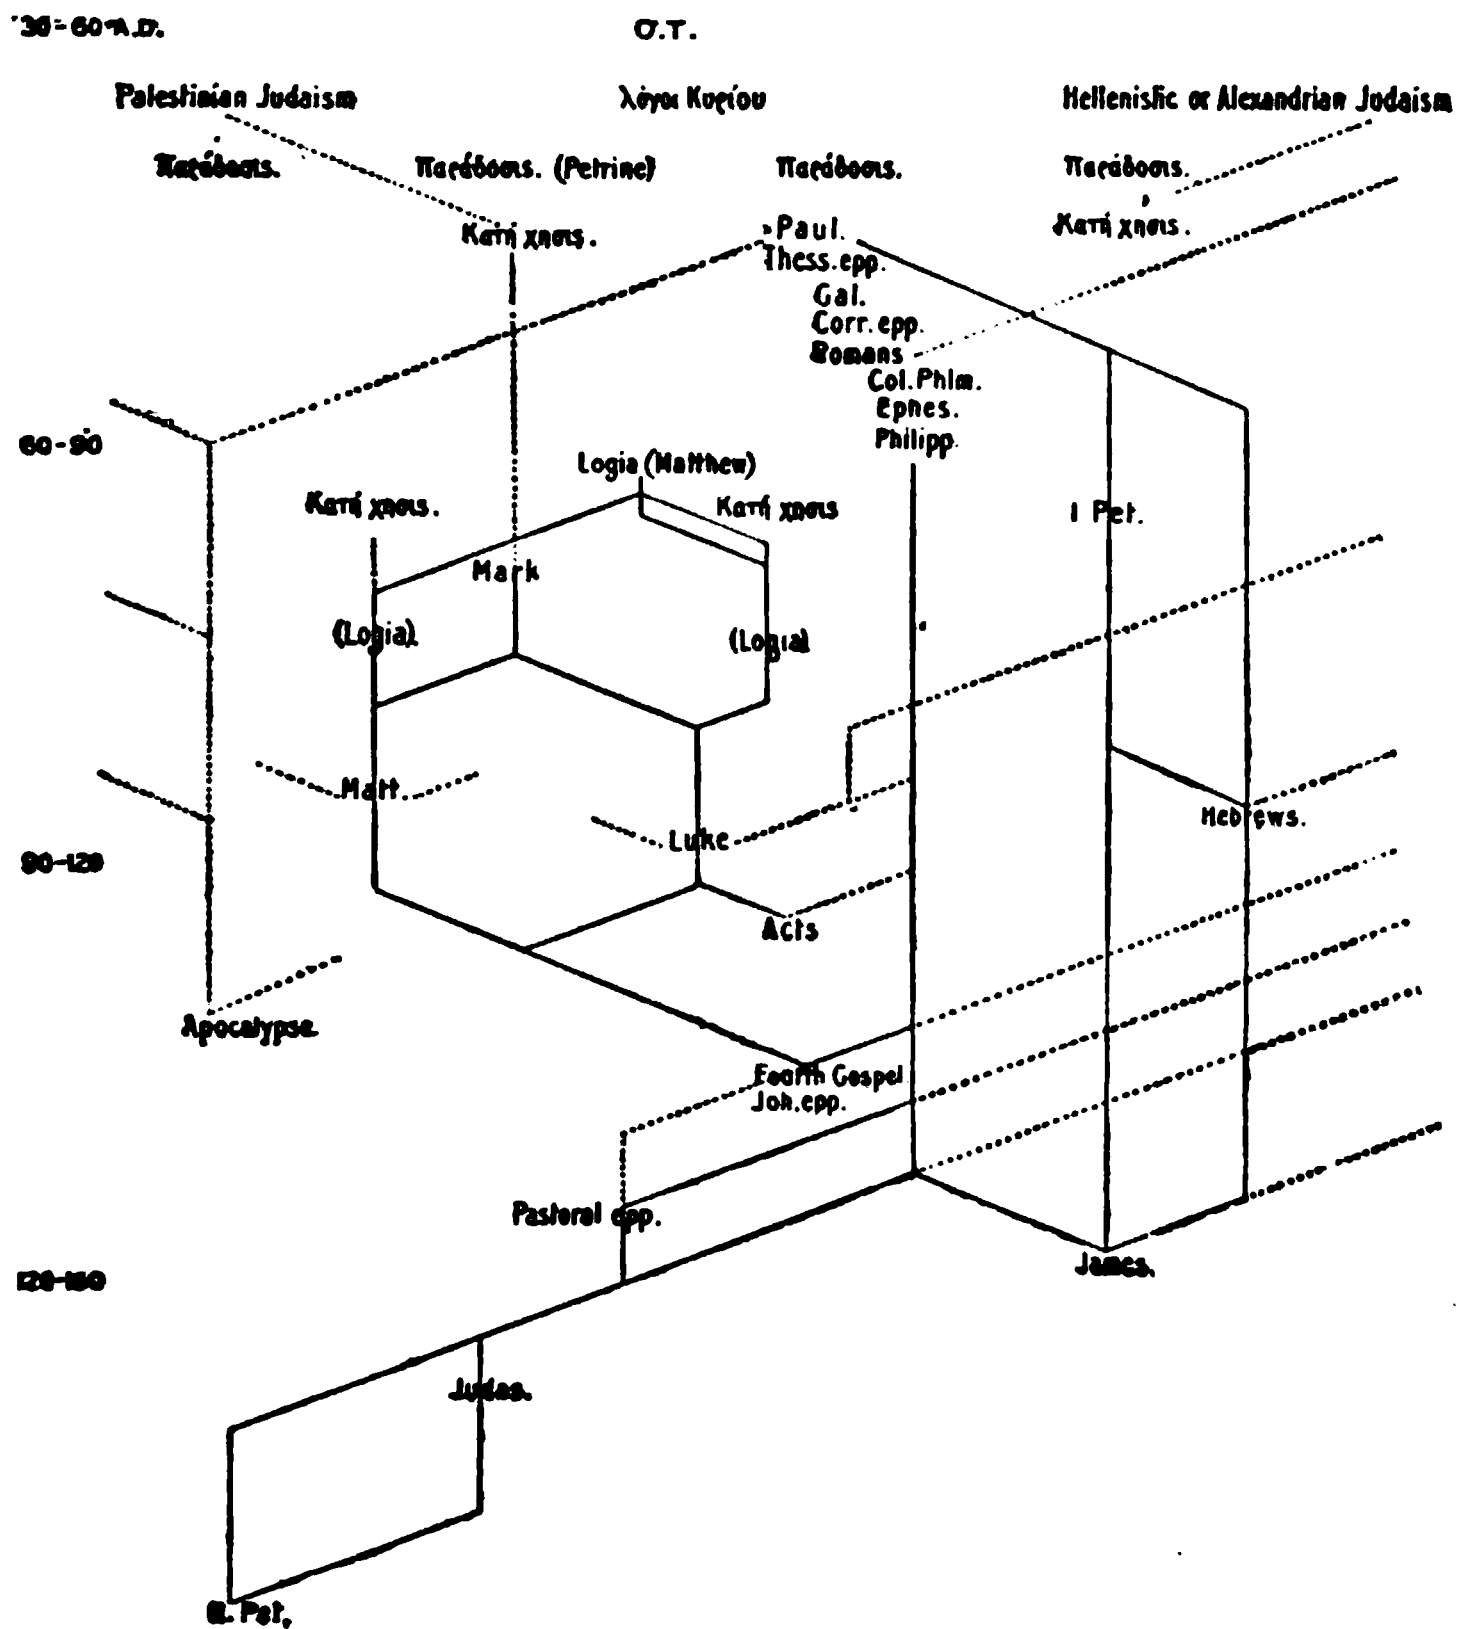 30-60 A.D.
O.T.
Palestinian Judaism
λόγοι Κυρίου
Hellenistic or Alexandrian Judaism
Παράδοσις.
Παράδοσις. (Petrine)
Παράδοσις.
Παράδοσις.
Κατήχησις.
Paul.
Κατήχησις.
Thess. epp.
Gal.
Corr. epp.
Romans
Col. Phlm.
Ephes.
Philipp.
60-90
Logia (Matthew)
Κατήχησις.
Κατήχησις
1 Pet.
Mark
(Logia).
(Logia)
Matt.
Luke
Hebrews.
90-120
Acts
Apocalypse.
Fourth Gospel
Joh. epp.
Pastoral epp.
James.
120-160
Judas.
II. Pet.